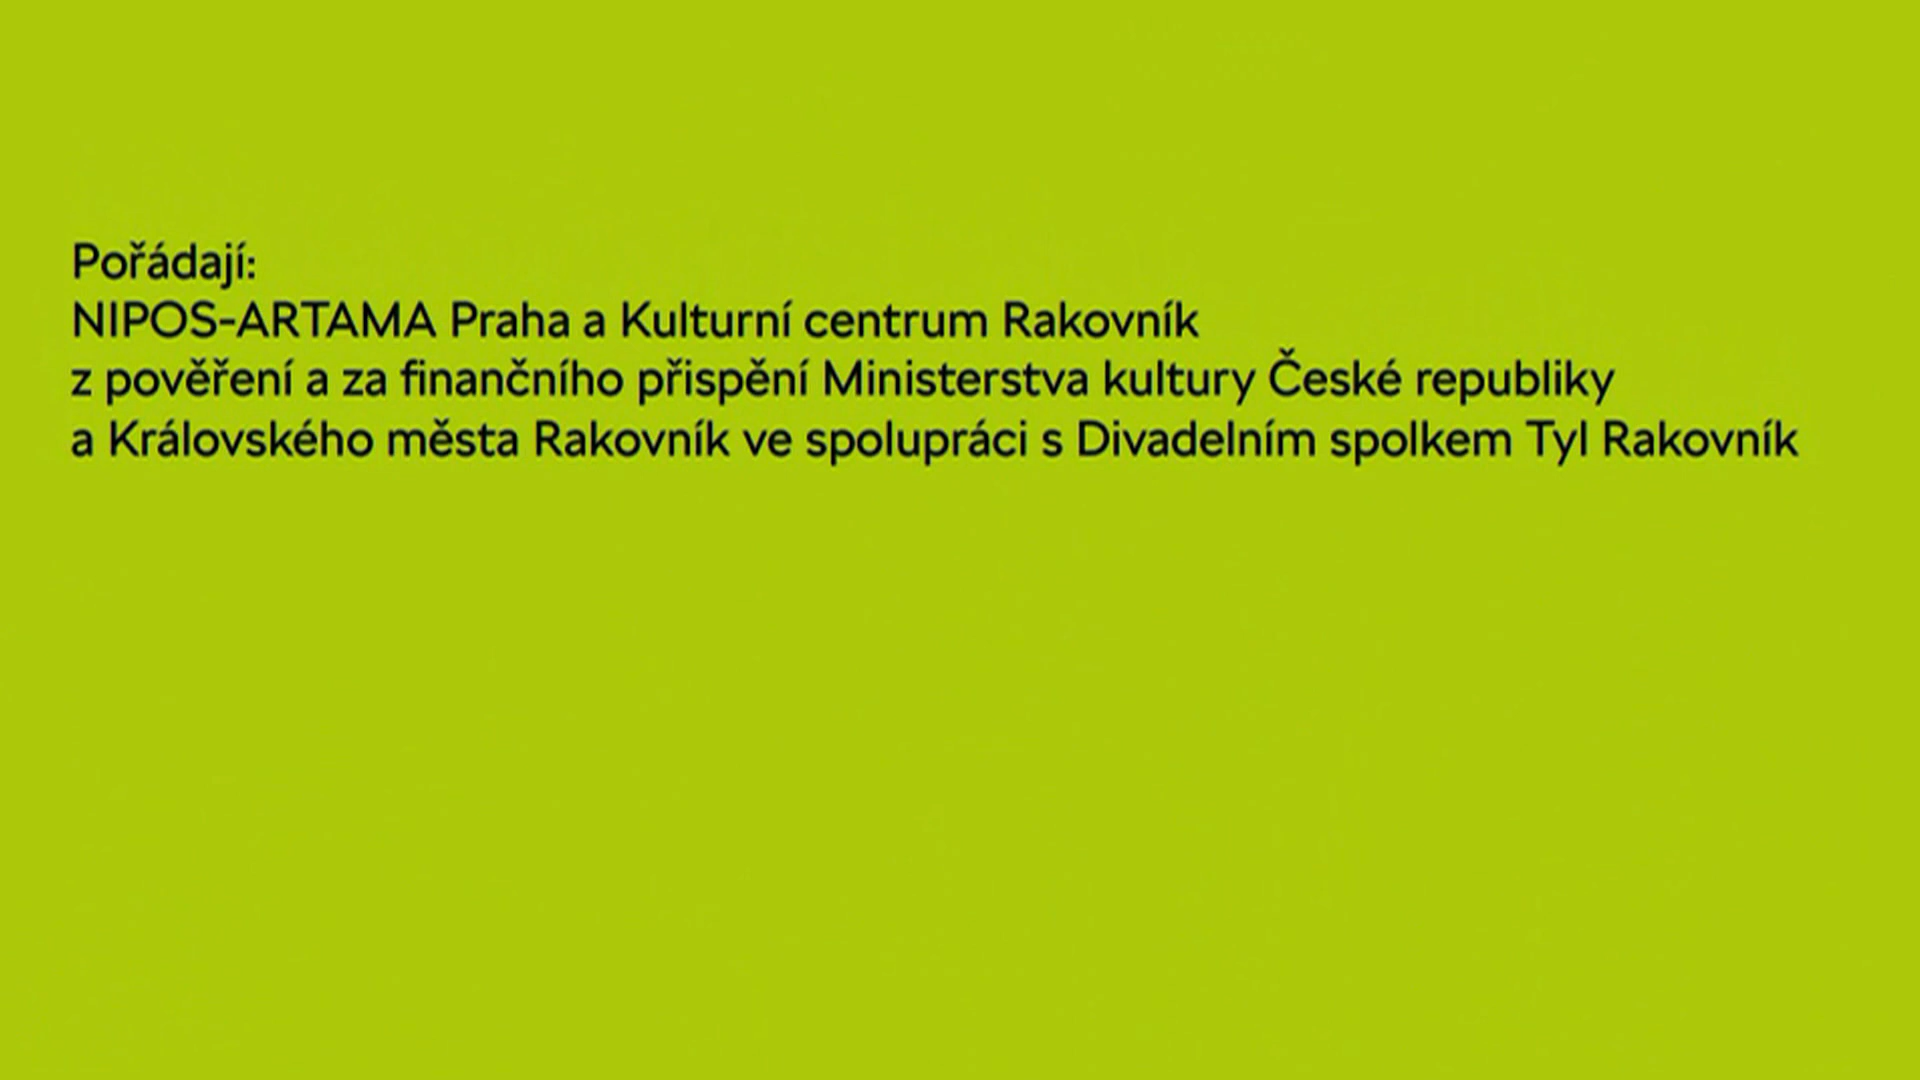 Pořádají:
NIPOS-ARTAMA Praha a Kulturní centrum Rakovník
z pověření a za finančního přispění Ministerstva kultury České republiky
a Královského města Rakovník ve spolupráci s Divadelním spolkem Tyl Rakovník